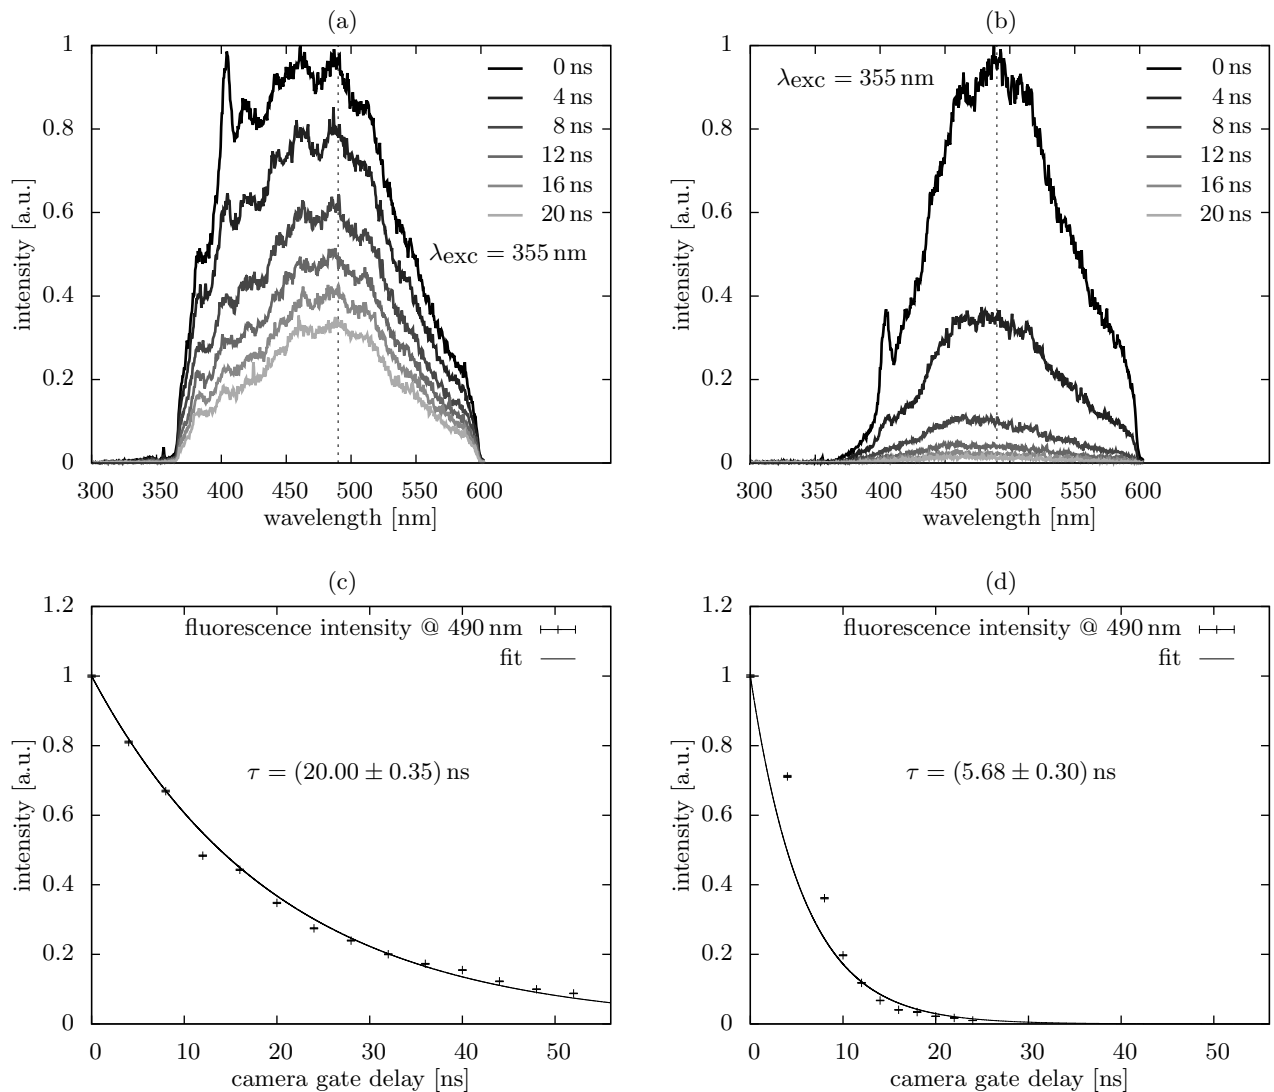 (a)
1
0.8
0.6
0.4
0.2
0
intensity [a.u.]
0 ns
4 ns
8 ns
12 ns
16 ns
20 ns
λexc = 355 nm
300 350 400 450 500 550 600
wavelength [nm]
(b)
1
0.8
0.6
0.4
0.2
0
intensity [a.u.]
λexc = 355 nm
0 ns
4 ns
8 ns
12 ns
16 ns
20 ns
300 350 400 450 500 550 600
wavelength [nm]
(c)
1.2
1
0.8
0.6
0.4
0.2
0
intensity [a.u.]
fluorescence intensity @ 490 nm
fit
τ = (20.00 ± 0.35) ns
0 10 20 30 40 50
camera gate delay [ns]
(d)
1.2
1
0.8
0.6
0.4
0.2
0
intensity [a.u.]
fluorescence intensity @ 490 nm
fit
τ = (5.68 ± 0.30) ns
0 10 20 30 40 50
camera gate delay [ns]